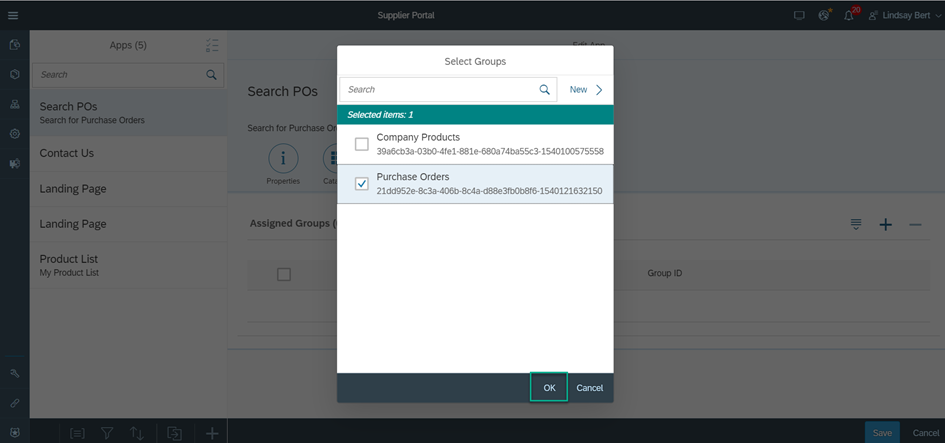 Supplier Portal
20
Lindsay Bert
Apps (5)
Search
Search POs
Search for Purchase Orders
Contact Us
Landing Page
Landing Page
Product List
My Product List
Edit App
Search POs
Search for Purchase Or
Properties
Cata
Assigned Groups (
Group ID
Select Groups
Search
New
Selected items: 1
Company Products
39a6cb3a-03b0-4fe1-881e-680a74ba55c3-1540100575558
Purchase Orders
21dd952e-8c3a-406b-8c4a-d88e3fb0b8f6-1540121632150
OK
Cancel
Save
Cancel